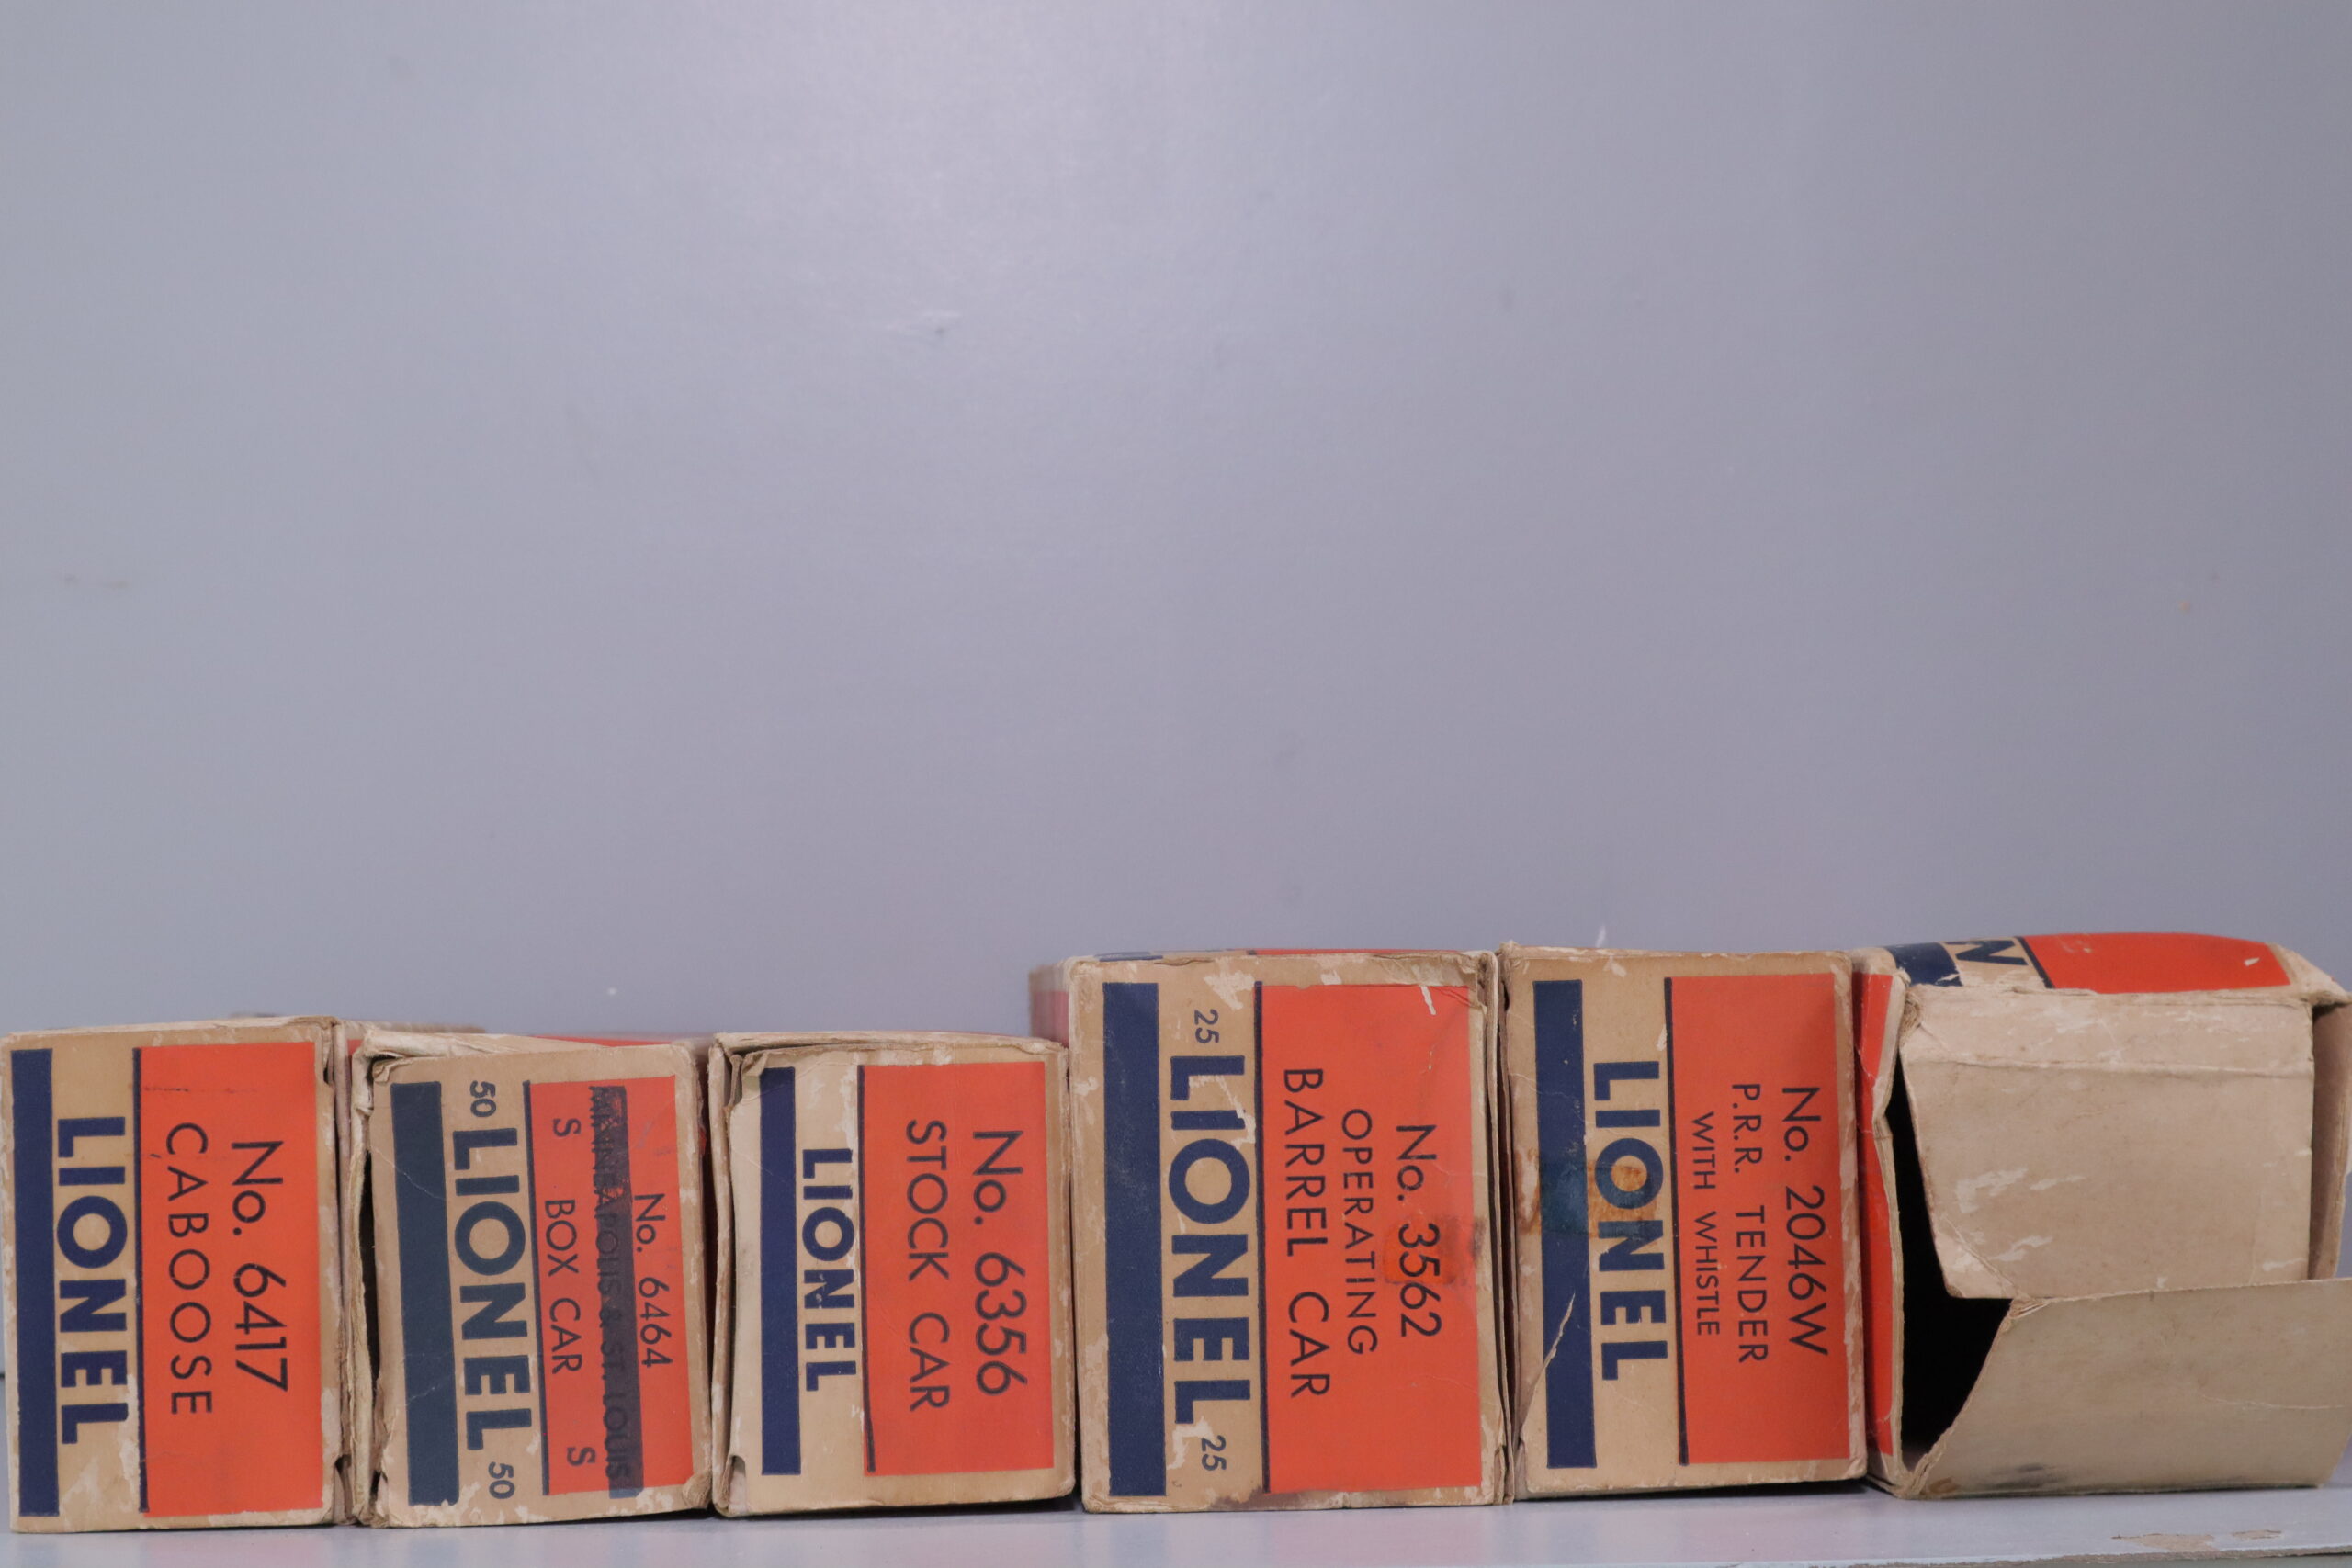 No. 6417
CABOOSE
LIONEL
No. 6464
MINNEAPOLIS & ST. LOUIS
S BOX CAR S
50 LIONEL 50
No. 6356
STOCK CAR
LIONEL
No. 3562
OPERATING
BARREL CAR
25 LIONEL 25
No. 2046W
P.R.R. TENDER
WITH WHISTLE
LIONEL